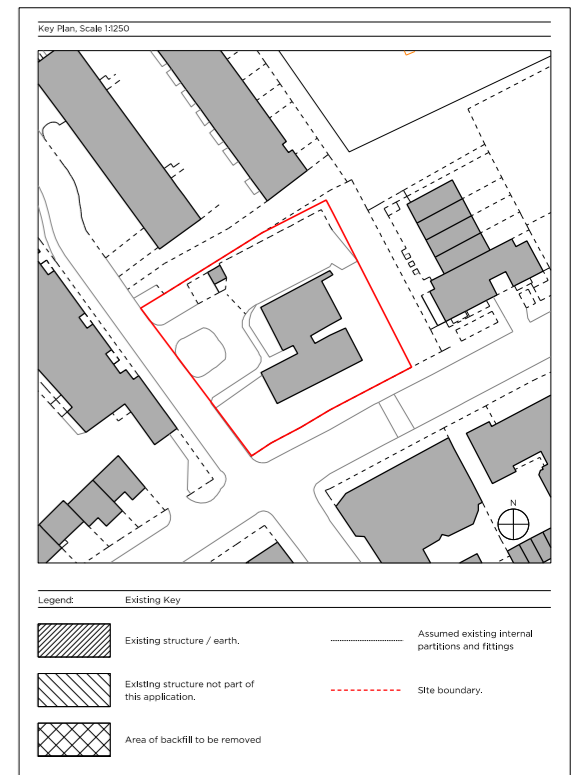 Key Plan, Scale 1:1250
N
Legend: Existing Key
Existing structure / earth.
Assumed existing internal
partitions and fittings
Existing structure not part of
this application.
Site boundary.
Area of backfill to be removed